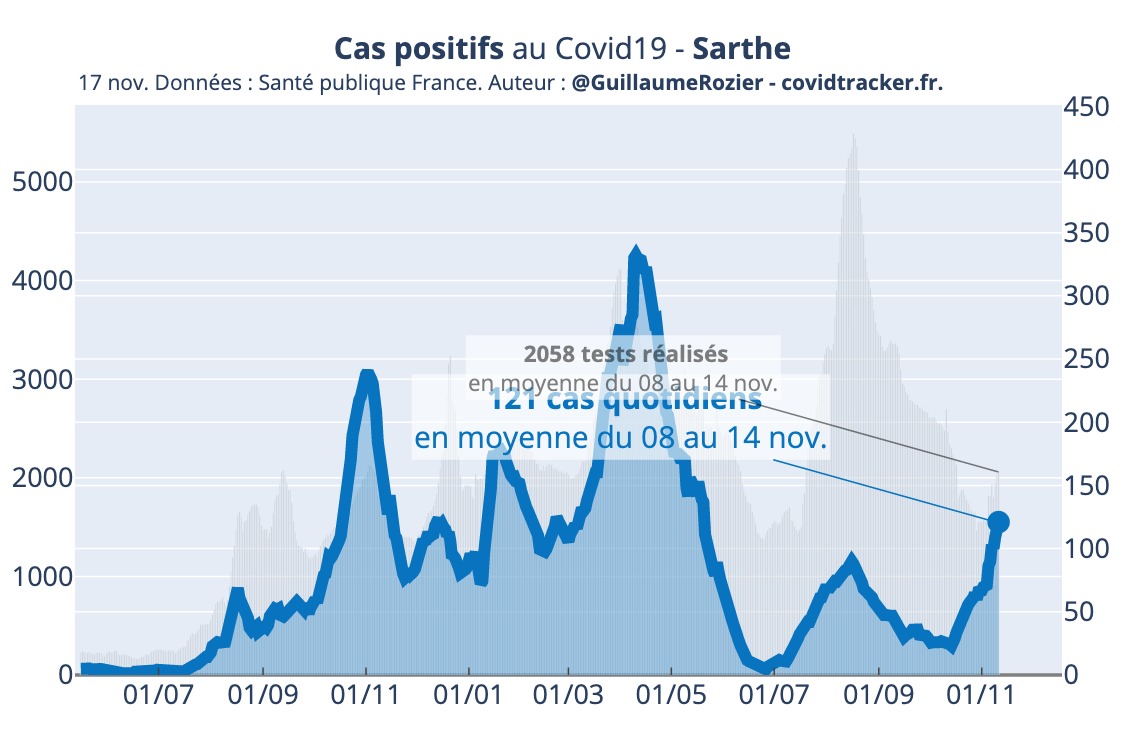 Cas positifs au Covid19 - Sarthe
17 nov. Données : Santé publique France. Auteur : @GuillaumeRozier - covidtracker.fr.
450
400
350
300
250
200
150
100
50
0
5000
4000
3000
2000
1000
0
2058 tests réalisés
en moyenne du 08 au 14 nov.
121 cas quotidiens
en moyenne du 08 au 14 nov.
01/07 01/09 01/11 01/01 01/03 01/05 01/07 01/09 01/11